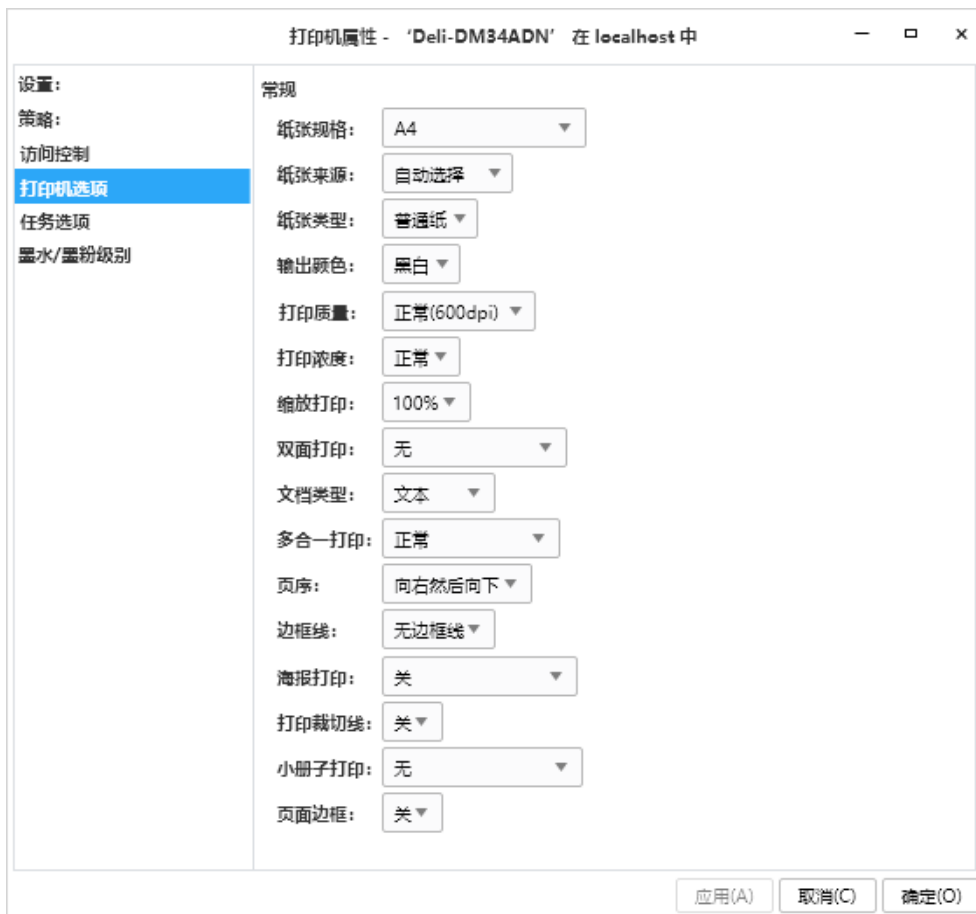 打印机属性 - ‘Deli-DM34ADN’ 在 localhost 中
设置:
策略:
访问控制
打印机选项
任务选项
墨水/墨粉级别
常规
纸张规格: A4
纸张来源: 自动选择
纸张类型: 普通纸
输出颜色: 黑白
打印质量: 正常(600dpi)
打印浓度: 正常
缩放打印: 100%
双面打印: 无
文档类型: 文本
多合一打印: 正常
页序: 向右然后向下
边框线: 无边框线
海报打印: 关
打印裁切线: 关
小册子打印: 无
页面边框: 关
应用(A) 取消(C) 确定(O)